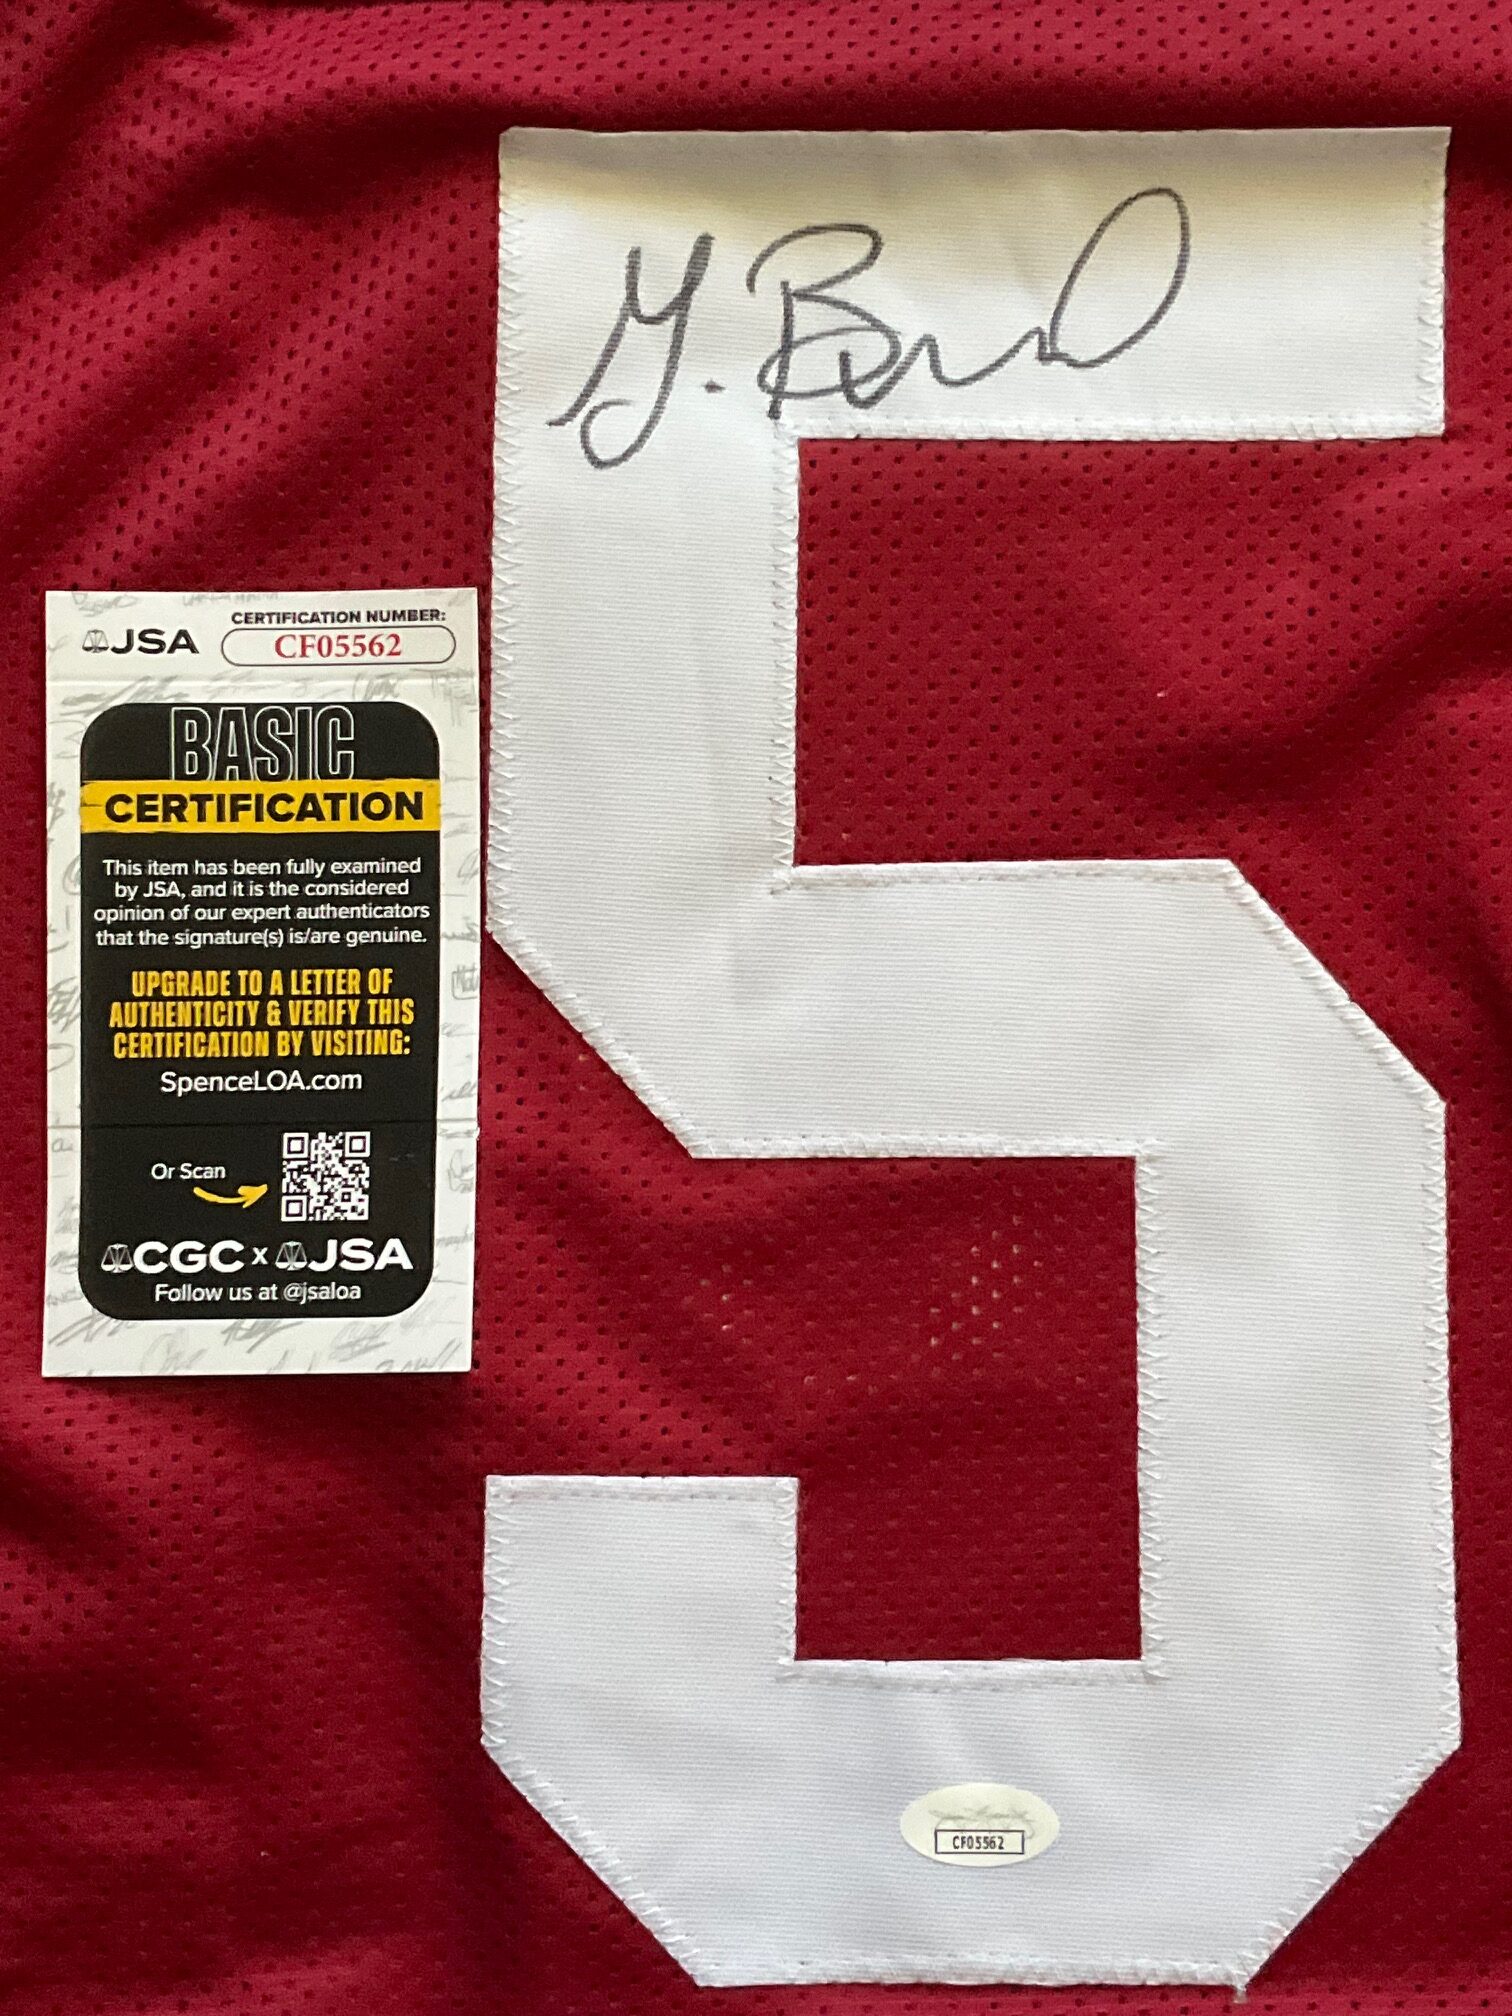 G. Bernard
5
JSA
CERTIFICATION NUMBER:
CF05562
BASIC
CERTIFICATION
This item has been fully examined
by JSA, and it is the considered
opinion of our expert authenticators
that the signature(s) is/are genuine.
UPGRADE TO A LETTER OF
AUTHENTICITY & VERIFY THIS
CERTIFICATION BY VISITING:
SpenceLOA.com
Or Scan
CGC x JSA
Follow us at @jsaloa
CF05562